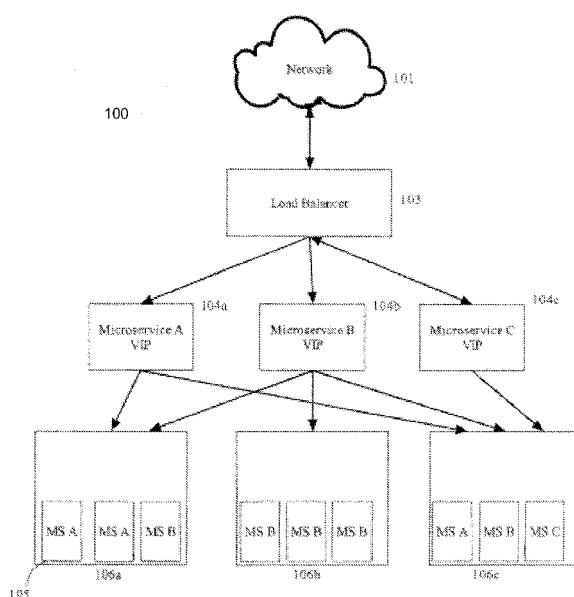 Network
101
100
Load Balancer
103
104a
104b
104c
Microservice A
VIP
Microservice B
VIP
Microservice C
VIP
MS A
MS A
MS B
MS B
MS B
MS B
MS A
MS B
MS C
105
106a
106b
106c